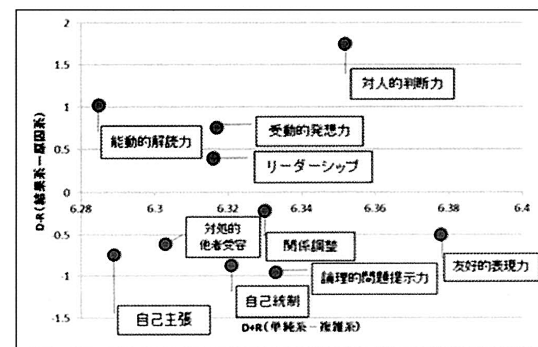 2
1.5
1
0.5
0
-0.5
-1
-1.5
D-R(結果系ー原因系)
6.28
6.3
6.32
6.34
6.36
6.38
6.4
対人的判断力
能動的解読力
受動的発想力
リーダーシップ
対処的
他者受容
関係調整
友好的表現力
論理的問題提示力
自己統制
自己主張
D+R(単純系ー複雑系)